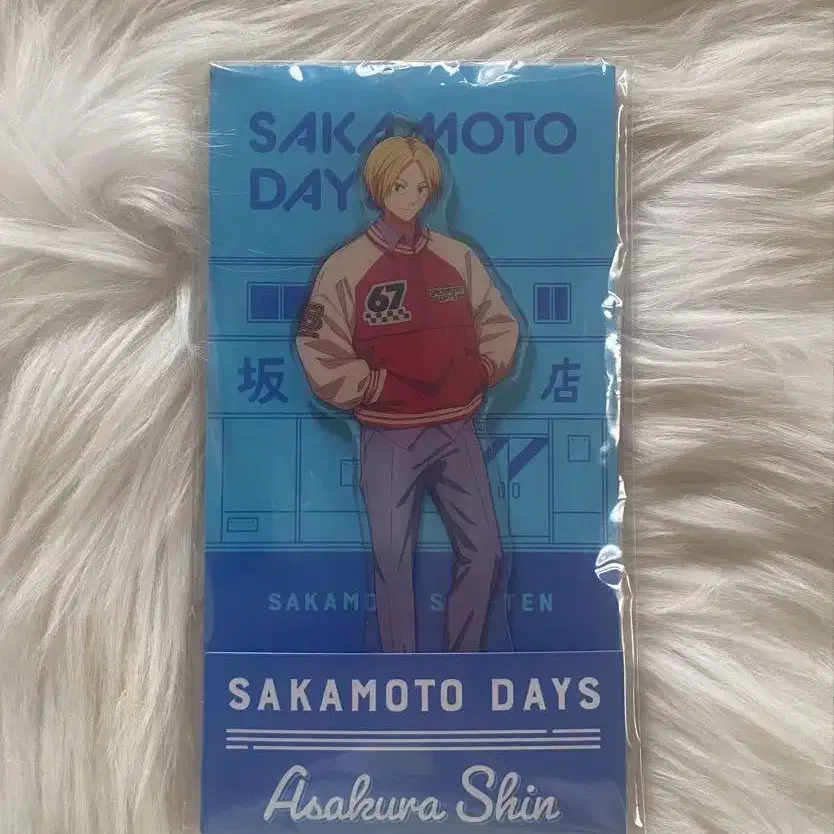 SAKAMOTO
DAYS
67
坂 店
SAKAMO S -TEN
SAKAMOTO DAYS
Asakura Shin